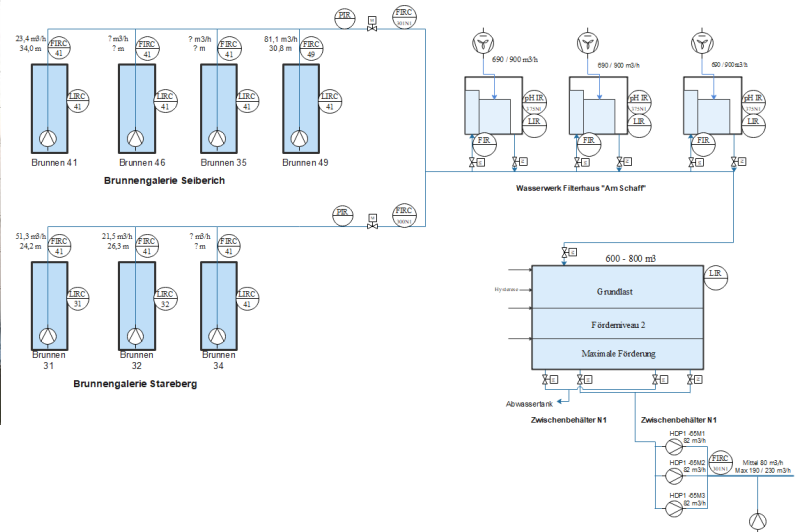 PIR
FIRC
301N1
M
23,4 m3/h
34,0 m
FIRC
41
? m3/h
? m
FIRC
41
? m3/h
? m
FIRC
41
81,1 m3/h
30,8 m
FIRC
49
LIRC
41
LIRC
41
LIRC
41
LIRC
41
Brunnen 41
Brunnen 46
Brunnen 35
Brunnen 49
Brunnengalerie Seiberich
690 / 900 m3/h
690 / 900 m3/h
690 / 900 m3/h
pH IR
375N1
LIR
FIR
pH IR
375N1
LIR
FIR
pH IR
375N1
LIR
FIR
E
E
E
E
E
E
Wasserwerk Filterhaus "Am Schaff"
PIR
M
FIRC
300N1
51,3 m3/h
24,2 m
FIRC
41
21,5 m3/h
26,3 m
FIRC
41
? m3/h
? m
FIRC
41
LIRC
31
LIRC
32
LIRC
41
Brunnen
31
Brunnen
32
Brunnen
34
Brunnengalerie Stareberg
E
600 - 800 m3
LIR
Grundlast
Förderniveau 2
Maximale Förderung
E
E
E
E
Abwassertank
Zwischenbehälter N1
Zwischenbehälter N1
HDP1 -65M1
82 m3/h
HDP1 -65M2
82 m3/h
HDP1 -65M3
82 m3/h
FIRC
Mittel 80 m3/h
Max 190 / 230 m3/h